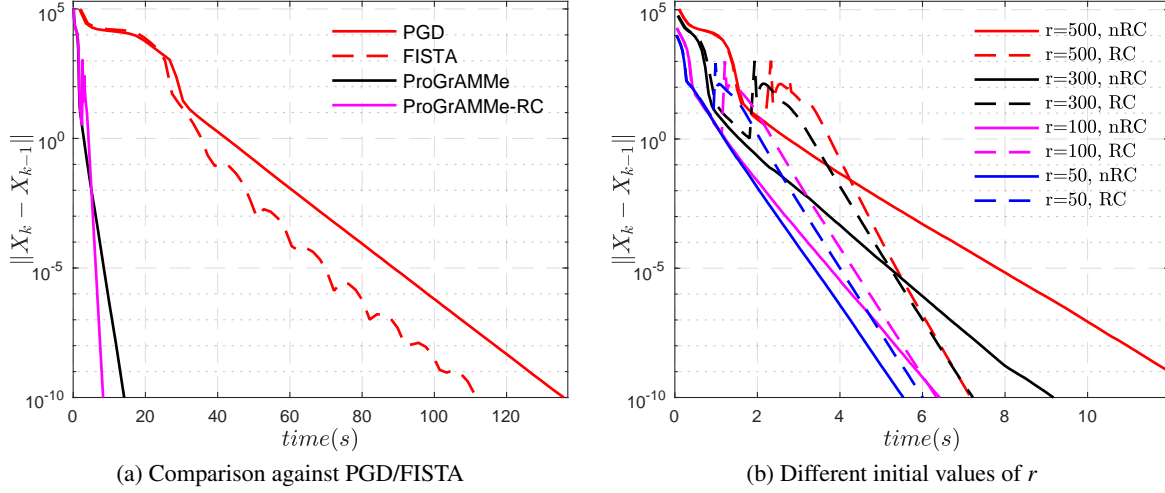 10^5
10^0
10^-5
10^-10
||X_k − X_{k−1}||
0 20 40 60 80 100 120
time(s)
PGD
FISTA
ProGrAMMe
ProGrAMMe-RC
(a) Comparison against PGD/FISTA
10^5
10^0
10^-5
10^-10
||X_k − X_{k−1}||
0 2 4 6 8 10
time(s)
r=500, nRC
r=500, RC
r=300, nRC
r=300, RC
r=100, nRC
r=100, RC
r=50, nRC
r=50, RC
(b) Different initial values of r